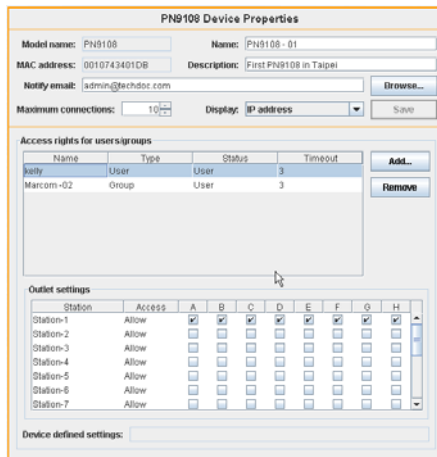 PN9108 Device Properties
Model name: PN9108 Name: PN9108 - 01
MAC address: 0010743401DB Description: First PN9108 in Taipei
Notify email: admin@techdoc.com Browse...
Maximum connections: 10 Display: IP address Save
Access rights for users/groups
Name Type Status Timeout
kelly User User 3
Marcom-02 Group User 3
Add...
Remove
Outlet settings
Station Access A B C D E F G H
Station-1 Allow
Station-2 Allow
Station-3 Allow
Station-4 Allow
Station-5 Allow
Station-6 Allow
Station-7 Allow
Device defined settings: